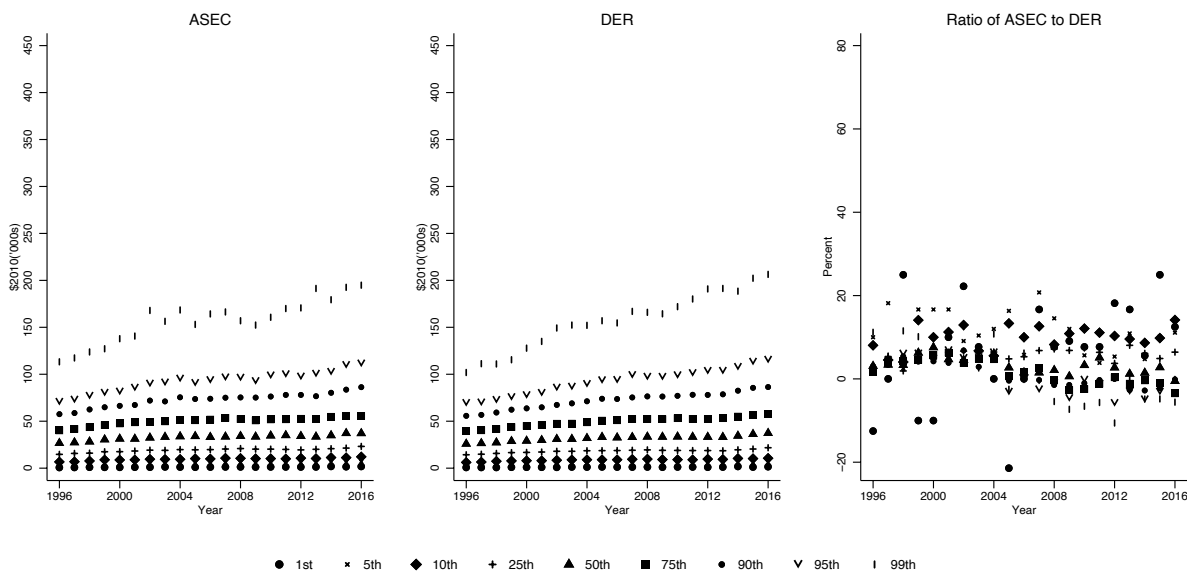 ASEC
DER
Ratio of ASEC to DER
450
400
350
300
250
200
150
100
50
0
$2010('000s)
1996 2000 2004 2008 2012 2016
Year
450
400
350
300
250
200
150
100
50
0
$2010('000s)
1996 2000 2004 2008 2012 2016
Year
80
60
40
20
0
−20
Percent
1996 2000 2004 2008 2012 2016
Year
1st 5th 10th 25th 50th 75th 90th 95th 99th